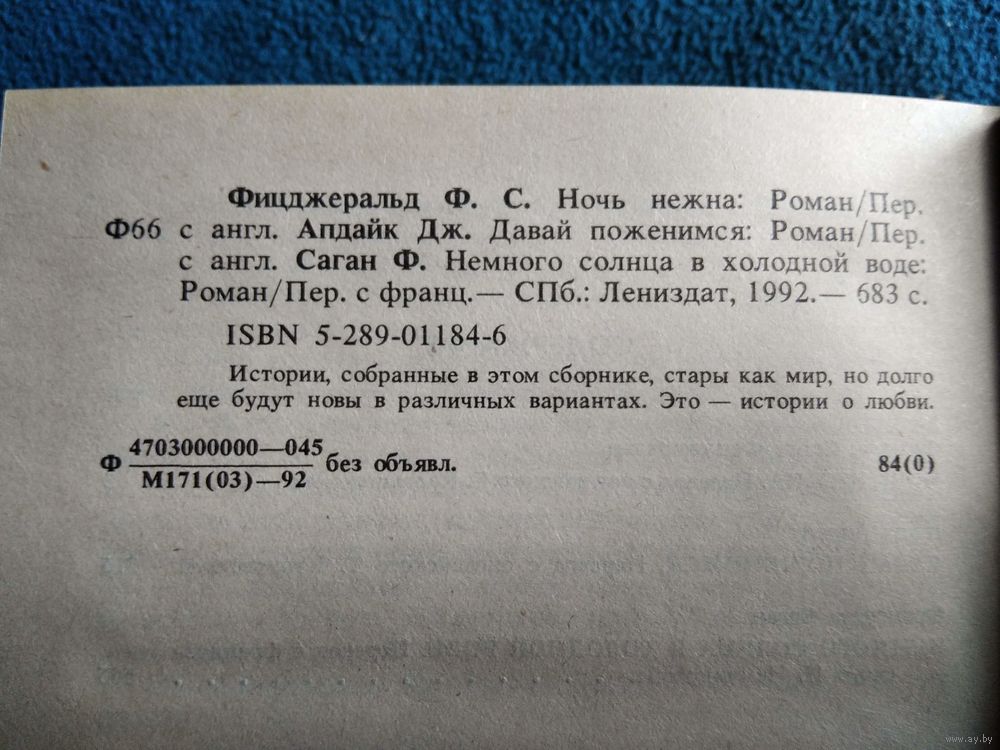 Фицджеральд Ф. С. Ночь нежна: Роман/Пер.
Ф66 с англ. Апдайк Дж. Давай поженимся: Роман/Пер.
с англ. Саган Ф. Немного солнца в холодной воде:
Роман/Пер. с франц.— СПб.: Лениздат, 1992.— 683 с.
ISBN 5-289-01184-6
Истории, собранные в этом сборнике, стары как мир, но долго
еще будут новы в различных вариантах. Это — истории о любви.
4703000000—045
Ф без объявл. 84(0)
М171(03)—92
www.ay.by